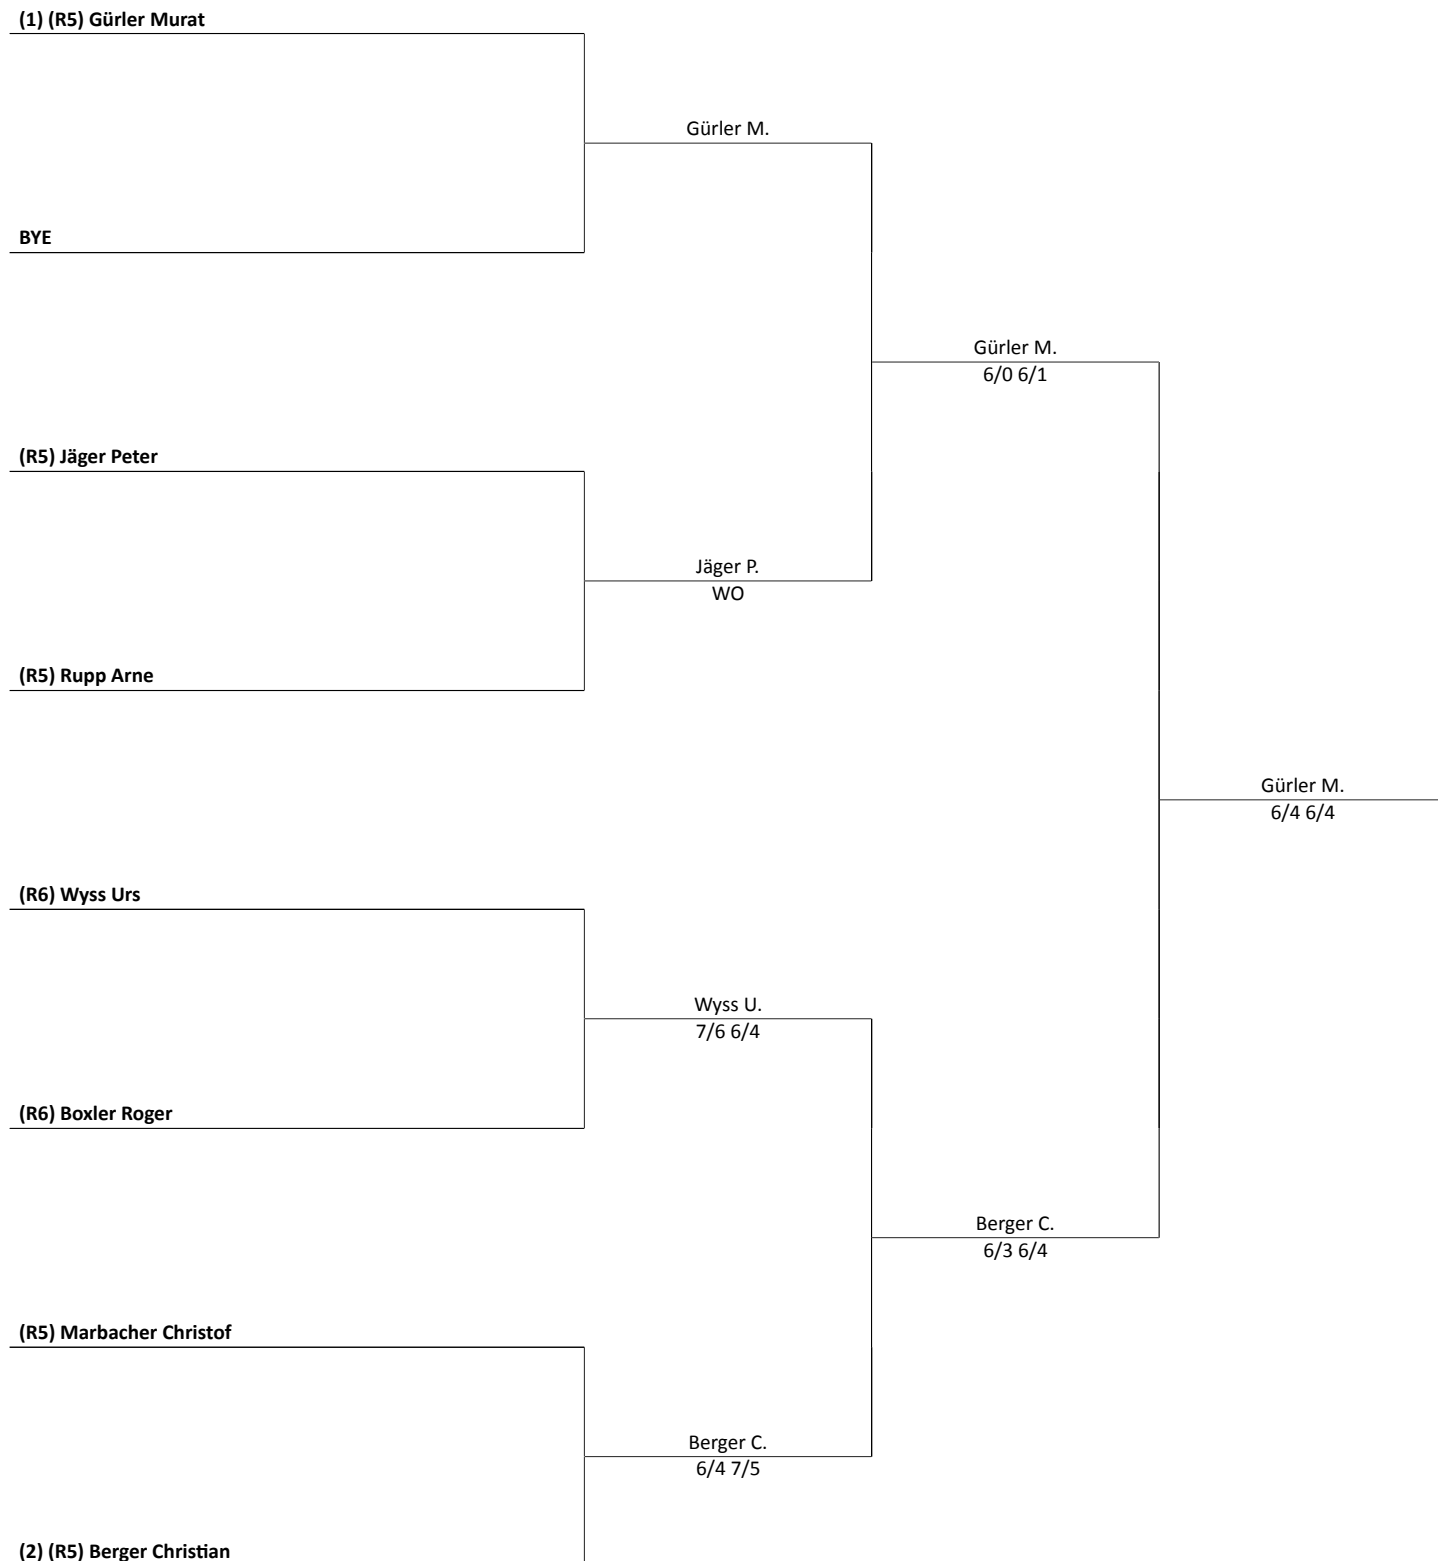 (1) (R5) Gürler Murat
Gürler M.
BYE
Gürler M.
6/0 6/1
(R5) Jäger Peter
Jäger P.
WO
(R5) Rupp Arne
Gürler M.
6/4 6/4
(R6) Wyss Urs
Wyss U.
7/6 6/4
(R6) Boxler Roger
Berger C.
6/3 6/4
(R5) Marbacher Christof
Berger C.
6/4 7/5
(2) (R5) Berger Christian